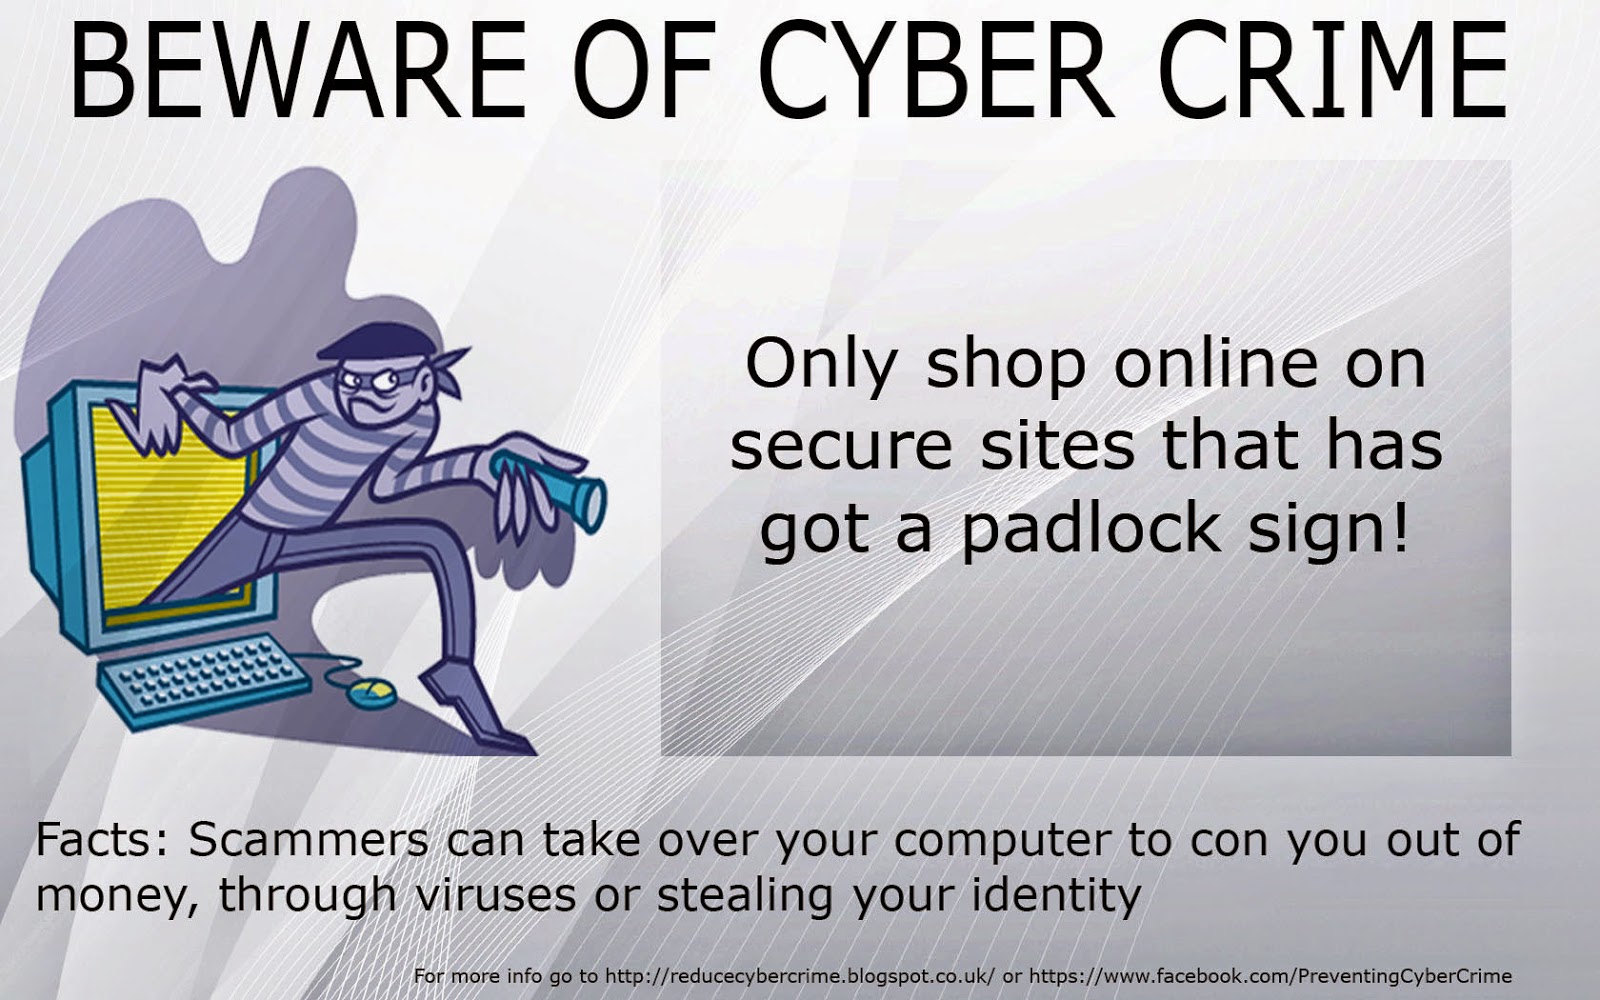 BEWARE OF CYBER CRIME
Only shop online on
secure sites that has
got a padlock sign!
Facts: Scammers can take over your computer to con you out of
money, through viruses or stealing your identity
For more info go to http://reducecybercrime.blogspot.co.uk/ or https://www.facebook.com/PreventingCyberCrime